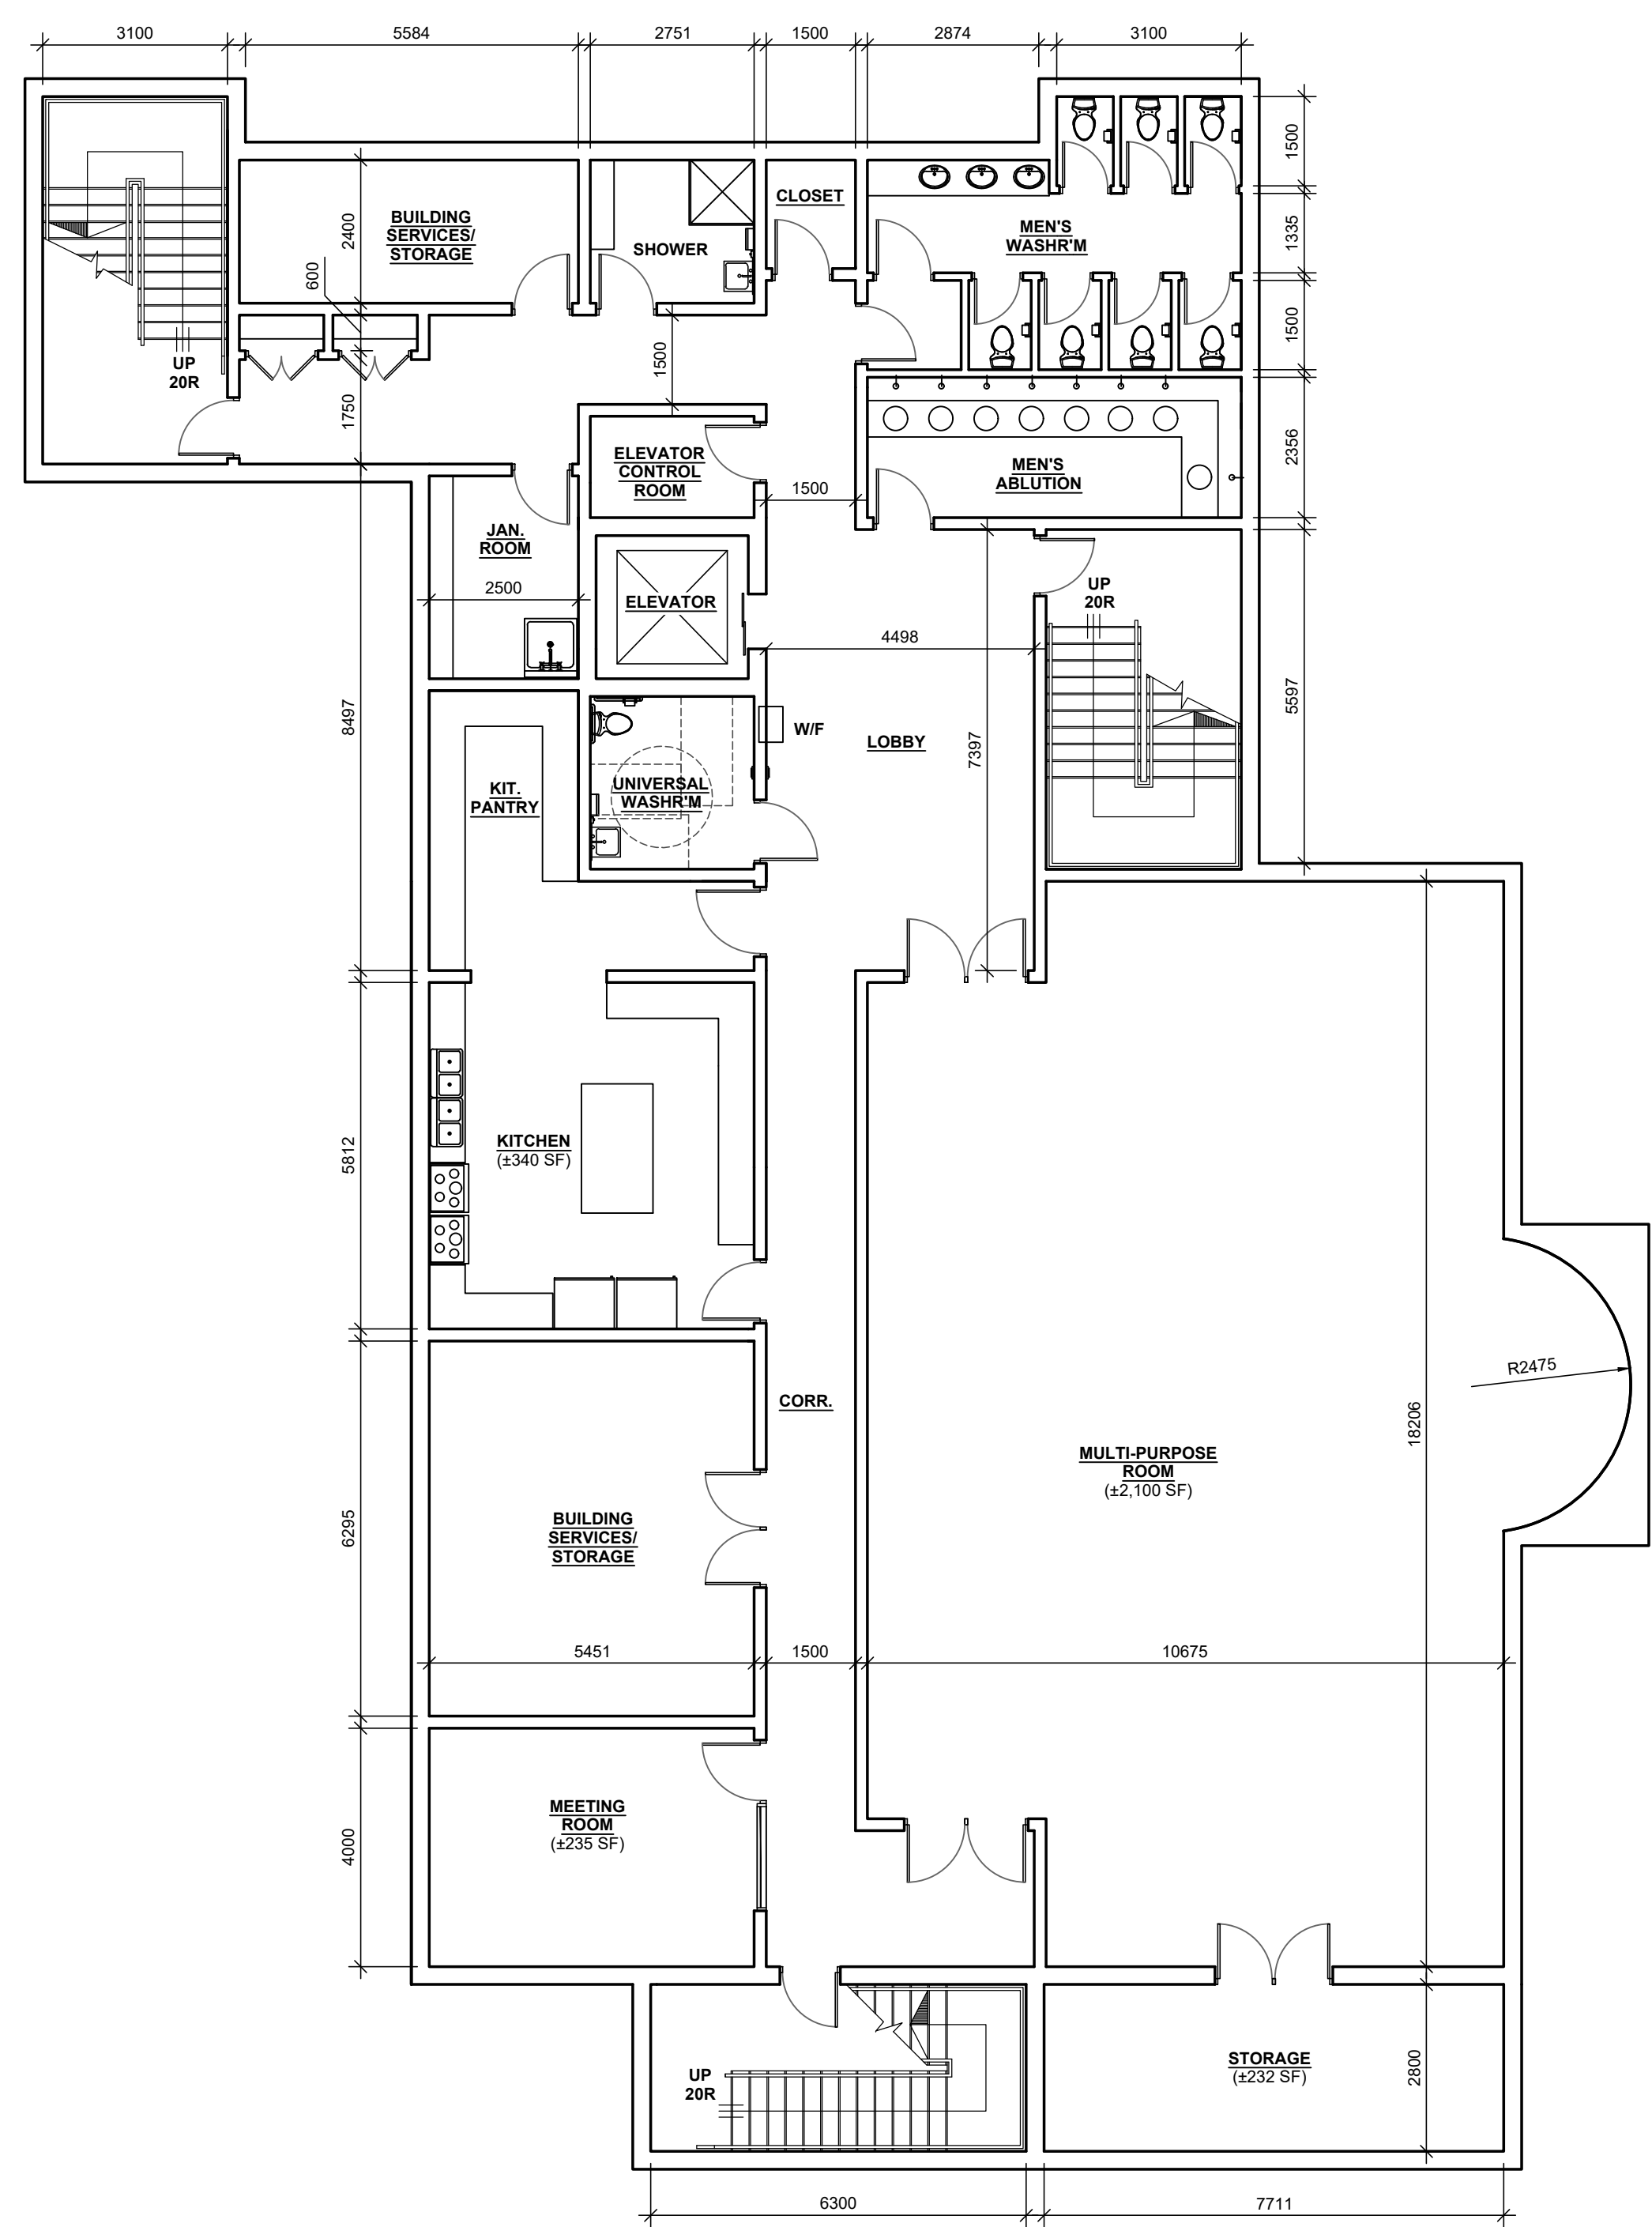 3100
5584
2751
1500
2874
3100
1500
CLOSET
BUILDING
SERVICES/
STORAGE
2400
SHOWER
MEN'S
WASHR'M
1335
600
1500
1500
UP
20R
1750
ELEVATOR
CONTROL
ROOM
1500
MEN'S
ABLUTION
2356
JAN.
ROOM
2500
ELEVATOR
UP
20R
4498
5597
8497
W/F
LOBBY
7397
KIT.
PANTRY
UNIVERSAL
WASHR'M
KITCHEN
(±340 SF)
5812
R2475
CORR.
18206
MULTI-PURPOSE
ROOM
(±2,100 SF)
BUILDING
SERVICES/
STORAGE
6295
5451
1500
10675
MEETING
ROOM
(±235 SF)
4000
STORAGE
(±232 SF)
2800
UP
20R
6300
7711